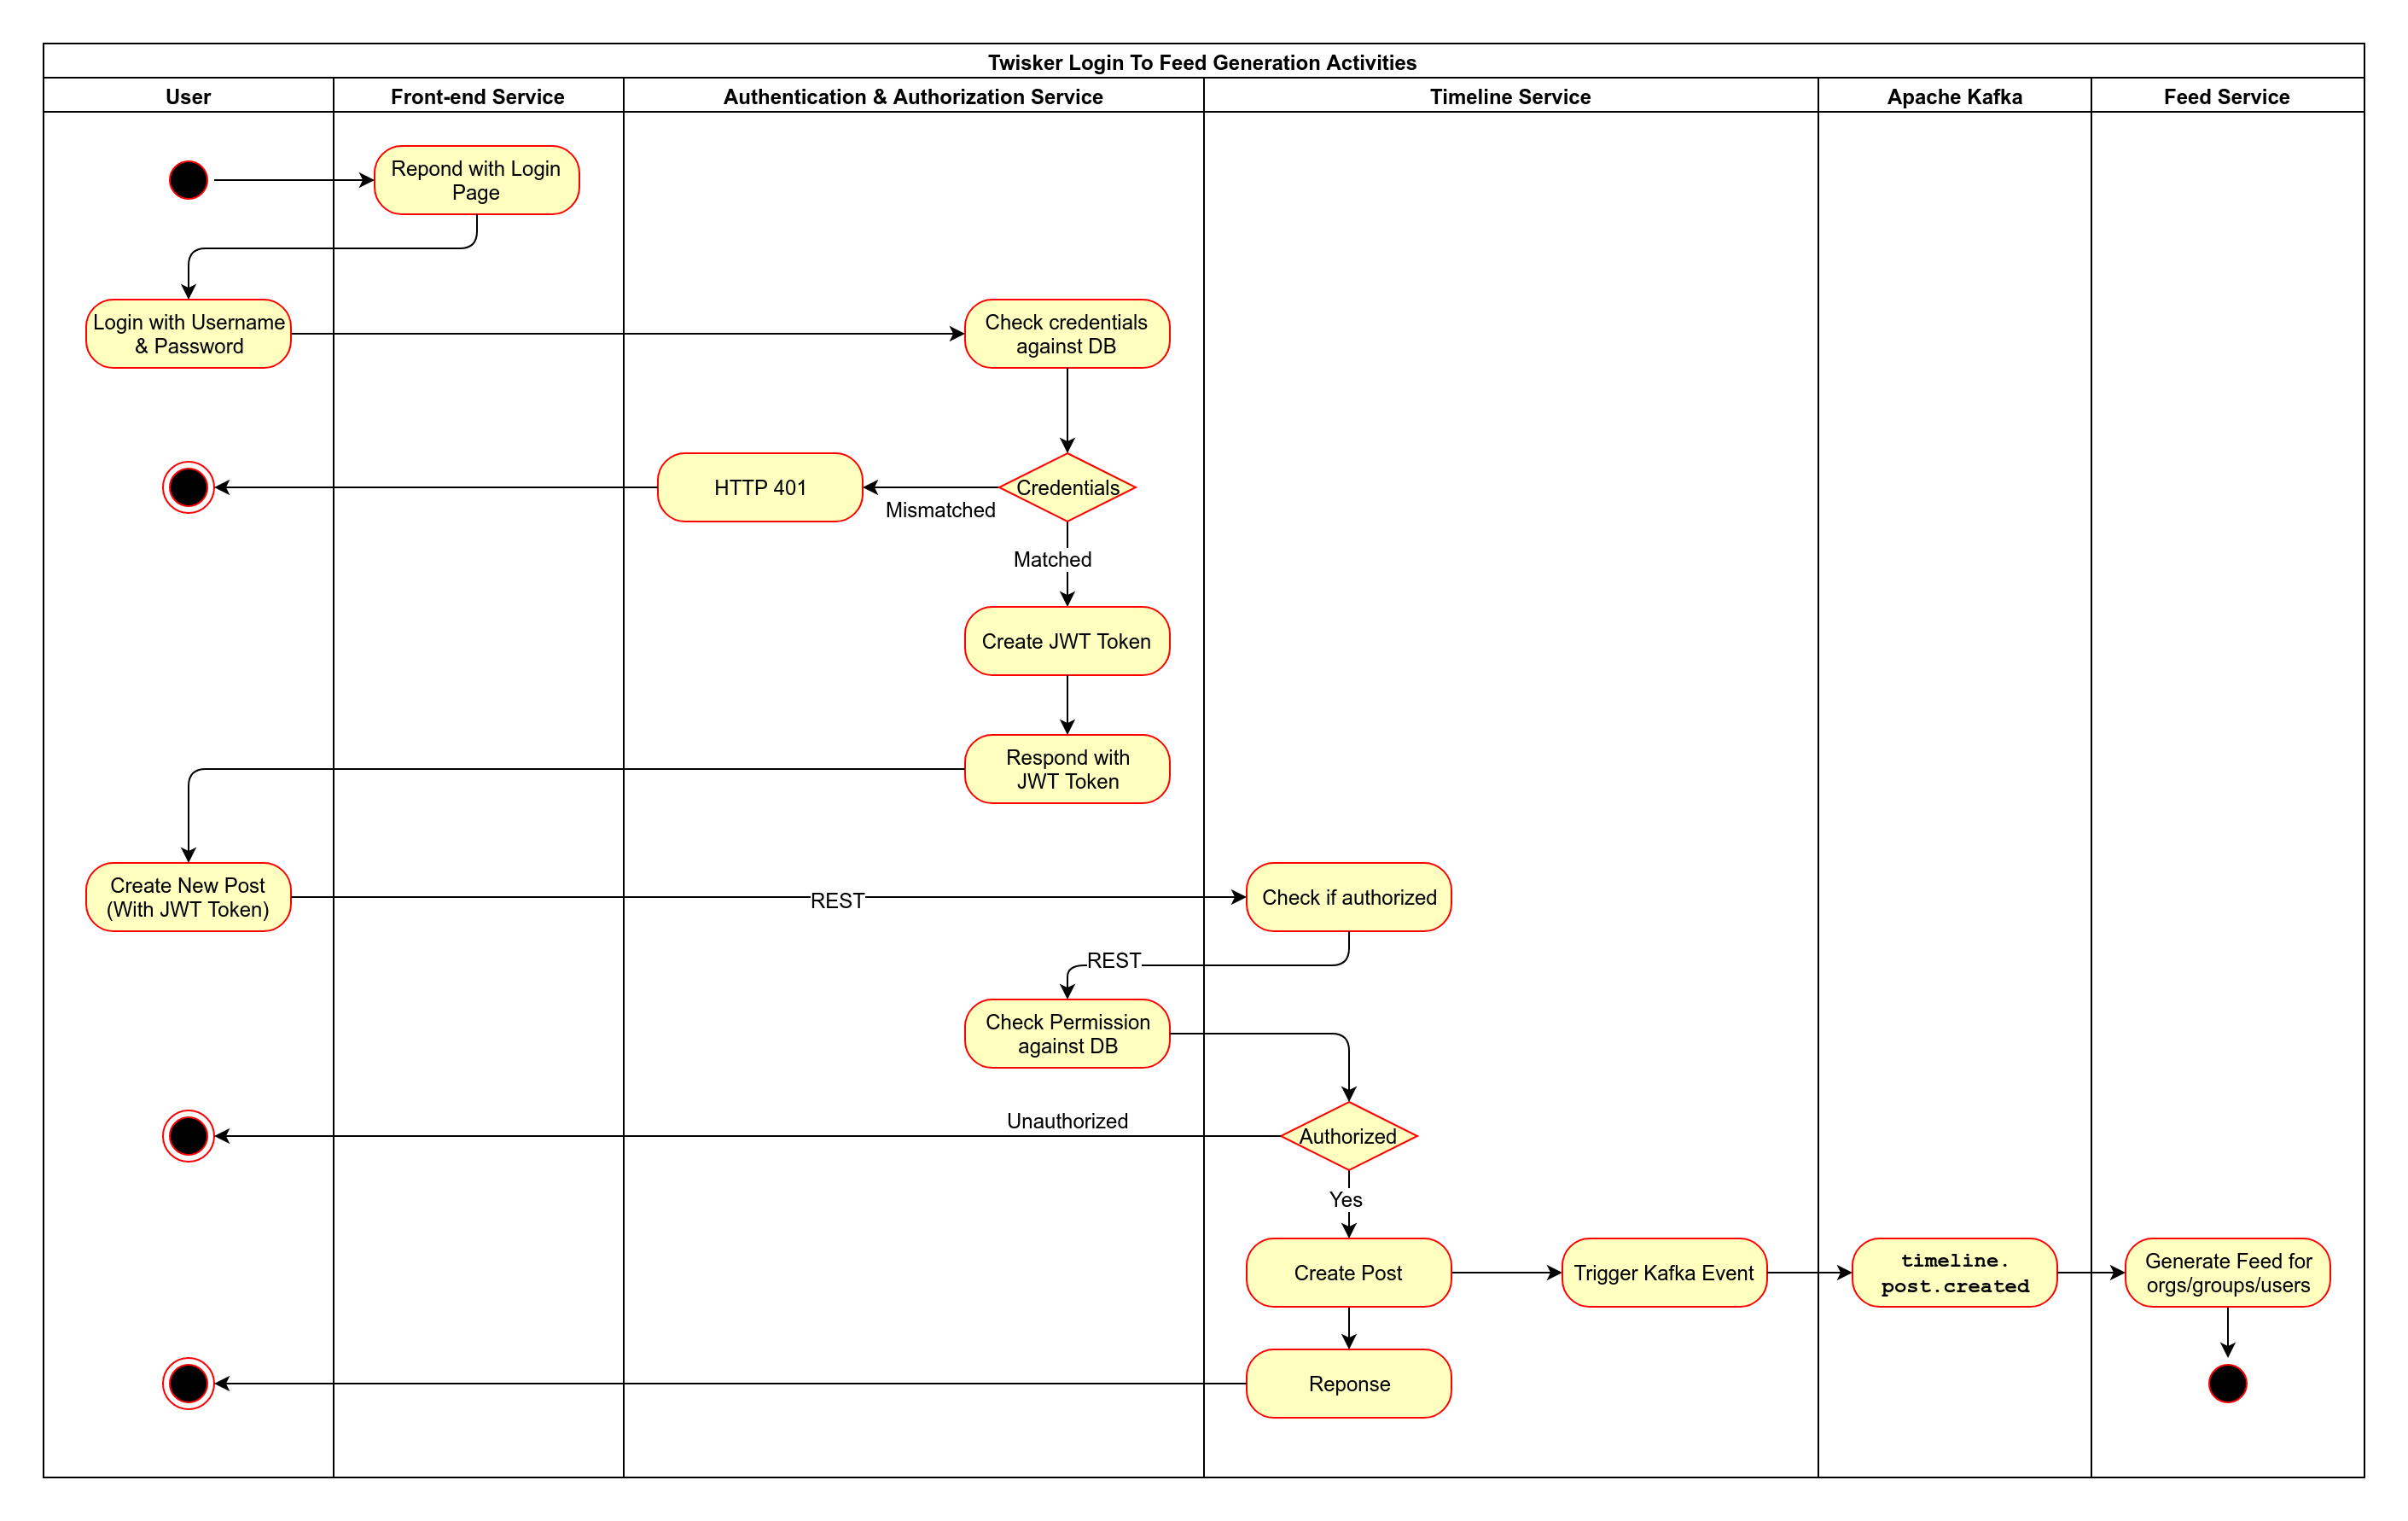 Twisker Login To Feed Generation Activities
User
Front-end Service
Authentication & Authorization Service
Timeline Service
Apache Kafka
Feed Service
Repond with Login
Page
Login with Username
& Password
Check credentials
against DB
HTTP 401
Mismatched
Credentials
Matched
Create JWT Token
Respond with
JWT Token
Create New Post
(With JWT Token)
REST
Check if authorized
REST
Check Permission
against DB
Unauthorized
Authorized
Yes
Create Post
Trigger Kafka Event
timeline.
post.created
Generate Feed for
orgs/groups/users
Reponse